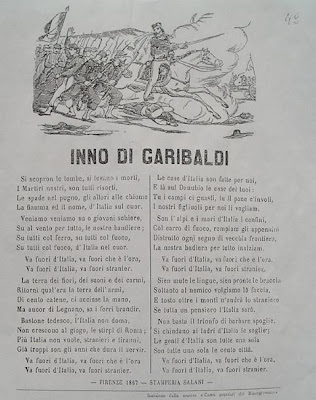 49
INNO DI GARIBALDI
Si scopron le tombe, si levano i morti,
I Martiri nostri, son tutti risorti,
Le spade nel pugno, gli allori alle chiome
La fiamma ed il nome, d'Italia sul cuor.
Veniamo veniamo su o giovani schiere,
Su al vento per tutto, le nostre bandiere;
Su tutti col ferro, su tutti col fuoco,
Su tutti col fuoco, d'Italia nel cuor.
Va fuori d'Italia, va fuori che è l'ora,
Va fuori d'Italia, va fuori stranier.
La terra dei fiori, dei suoni e dei carmi,
Ritorni qual'era la terra dell'armi,
Di cento catene, ci avvinse la mano,
Ma ancor di Legnano, sa i ferri brandir.
Bastone tedesco, l'Italia non doma,
Non crescono al giogo, le stirpi di Roma;
Più Italia non vuole, stranieri e tiranni,
Già troppi son gli anni che dura il servir.
Va fuori d'Italia, va fuori che è l'ora
Va fuori d'Italia, va fuori stranier.
Le case d'Italia son fatte per noi,
E là sul Danubio le case dei tuoi;
Tu i campi ci guasti, tu il pane c'involi,
I nostri figliuoli per noi li vogliam.
Son l'alpi e i mari d'Italia i confini,
Col carro di fuoco, rompiam gli appennini
Distrutto ogni segno di vecchia frontiera,
La nostra bandiera per tutto inalziam.
Va fuori d'Italia, va fuori che è l'ora,
Va fuori d'Italia, va fuori stranier.
Sien mute le lingue, sien pronte le braccia
Soltanto al nemico volgiamo la faccia,
E tosto oltre i monti n'andrà lo straniero
Se tutta un pensiero l'Italia sarà.
Non basta il trionfo di barbare spoglie,
Si chiudano ai ladri d'Italia le soglie;
Le genti d'Italia son tutte una sola
Son tutte una sola le cento città.
Va fuori d'Italia, va fuori che è l'ora,
Va fuori d'Italia, va fuori stranier.
— FIRENZE 1867 — STAMPERIA SALANI —